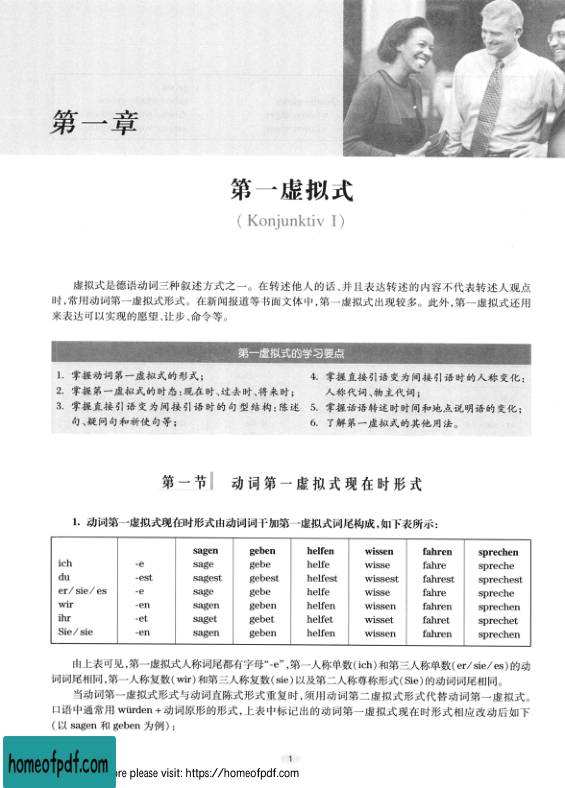 第一章
第一虚拟式
（Konjunktiv I）
虚拟式是德语动词三种叙述方式之一。在转述他人的话、并且表达转述的内容不代表转述人观点
时,常用动词第一虚拟式形式。在新闻报道等书面文体中,第一虚拟式出现较多。此外,第一虚拟式还用
来表达可以实现的愿望、让步、命令等。
第一虚拟式的学习要点
1. 掌握动词第一虚拟式的形式；
2. 掌握第一虚拟式的时态:现在时、过去时、将来时；
3. 掌握直接引语变为间接引语时的句型结构:陈述
句、疑问句和祈使句等；
4. 掌握直接引语变为间接引语时的人称变化:
人称代词、物主代词；
5. 掌握话语转述时时间和地点说明语的变化；
6. 了解第一虚拟式的其他用法。
第一节 动词第一虚拟式现在时形式
1. 动词第一虚拟式现在时形式由动词词干加第一虚拟式词尾构成,如下表所示:
sagen geben helfen wissen fahren sprechen
ich -e sage gebe helfe wisse fahre spreche
du -est sagest gebest helfest wissest fahrest sprechest
er/sie/es -e sage gebe helfe wisse fahre spreche
wir -en sagen geben helfen wissen fahren sprechen
ihr -et saget gebet helfet wisset fahret sprechet
Sie/sie -en sagen geben helfen wissen fahren sprechen
由上表可见,第一虚拟式人称词尾都有字母“-e”,第一人称单数(ich)和第三人称单数(er/sie/es)的动
词词尾相同,第一人称复数(wir)和第三人称复数(sie)以及第二人称尊称形式(Sie)的动词词尾相同。
当动词第一虚拟式形式与动词直陈式形式重复时,须用动词第二虚拟式形式代替动词第一虚拟式。
口语中通常用 würden + 动词原形的形式,上表中标记出的动词第一虚拟式现在时形式相应改动后如下
(以 sagen 和 geben 为例):
1
homeofpdf.com
re please visit: https://homeofpdf.com